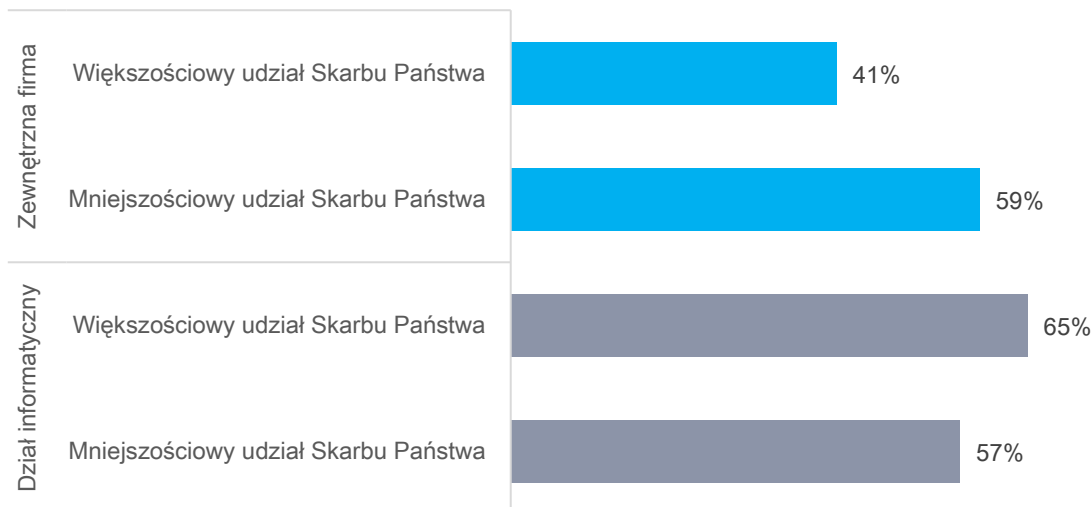 Zewnętrzna firma
Większościowy udział Skarbu Państwa
41%
Mniejszościowy udział Skarbu Państwa
59%
Dział informatyczny
Większościowy udział Skarbu Państwa
65%
Mniejszościowy udział Skarbu Państwa
57%